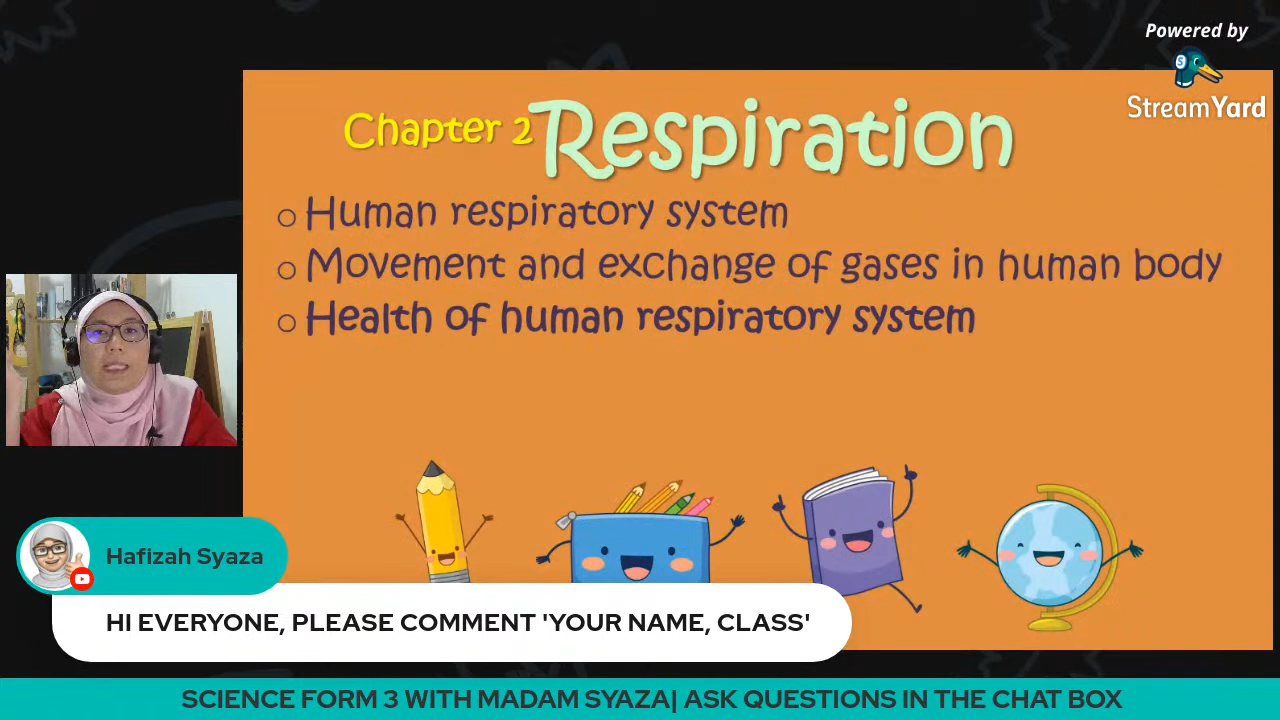 Powered by
S
StreamYard
Chapter 2 Respiration
Human respiratory system
Movement and exchange of gases in human body
Health of human respiratory system
Hafizah Syaza
HI EVERYONE, PLEASE COMMENT 'YOUR NAME, CLASS'
SCIENCE FORM 3 WITH MADAM SYAZA| ASK QUESTIONS IN THE CHAT BOX